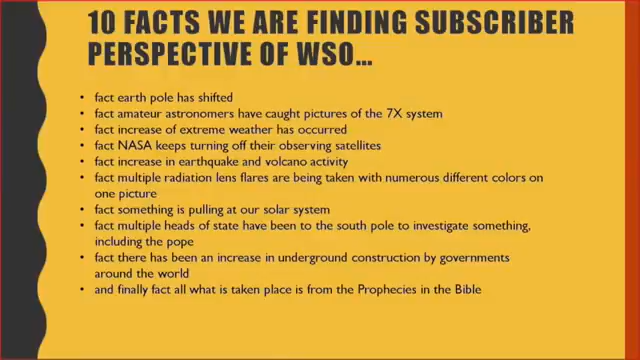 10 FACTS WE ARE FINDING SUBSCRIBER
PERSPECTIVE OF WSO...
• fact earth pole has shifted
• fact amateur astronomers have caught pictures of the 7X system
• fact increase of extreme weather has occurred
• fact NASA keeps turning off their observing satellites
• fact increase in earthquake and volcano activity
• fact multiple radiation lens flares are being taken with numerous different colors on
one picture
• fact something is pulling at our solar system
• fact multiple heads of state have been to the south pole to investigate something,
including the pope
• fact there has been an increase in underground construction by governments
around the world
• and finally fact all what is taken place is from the Prophecies in the Bible